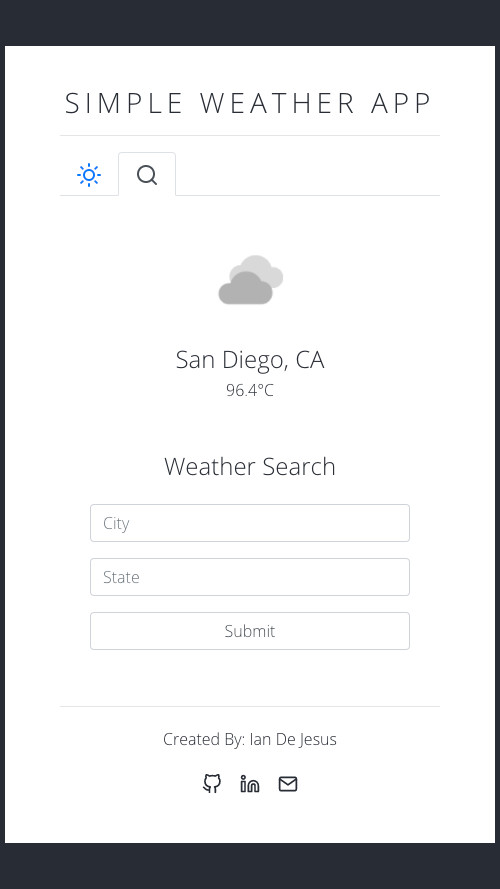 SIMPLE WEATHER APP
San Diego, CA
96.4°C
Weather Search
City
State
Submit
Created By: Ian De Jesus